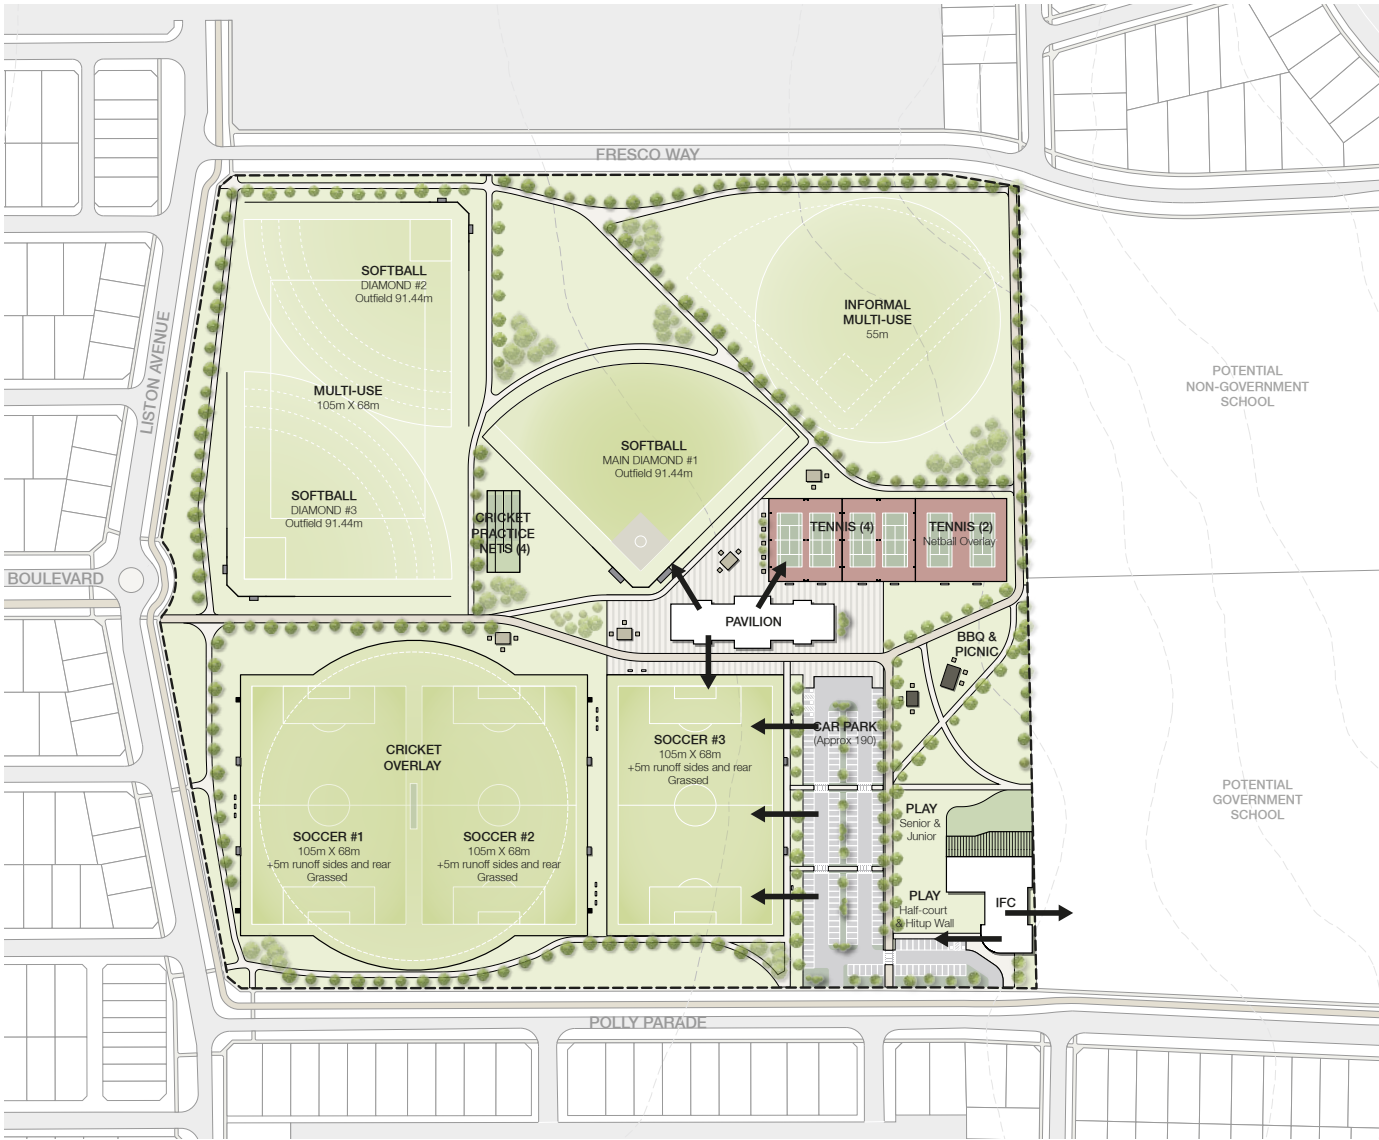 FRESCO WAY
LISTON AVENUE
SOFTBALL
DIAMOND #2
Outfield 91.44m
MULTI-USE
105m X 68m
SOFTBALL
DIAMOND #3
Outfield 91.44m
INFORMAL
MULTI-USE
55m
POTENTIAL
NON-GOVERNMENT
SCHOOL
SOFTBALL
MAIN DIAMOND #1
Outfield 91.44m
CRICKET
PRACTICE
NETS (4)
TENNIS (4)
TENNIS (2)
Netball Overlay
BOULEVARD
PAVILION
BBQ &
PICNIC
CRICKET
OVERLAY
SOCCER #3
105m X 68m
+5m runoff sides and rear
Grassed
CAR PARK
(Approx 190)
SOCCER #1
105m X 68m
+5m runoff sides and rear
Grassed
SOCCER #2
105m X 68m
+5m runoff sides and rear
Grassed
PLAY
Senior &
Junior
POTENTIAL
GOVERNMENT
SCHOOL
PLAY
Half-court
& Hitup Wall
IFC
POLLY PARADE